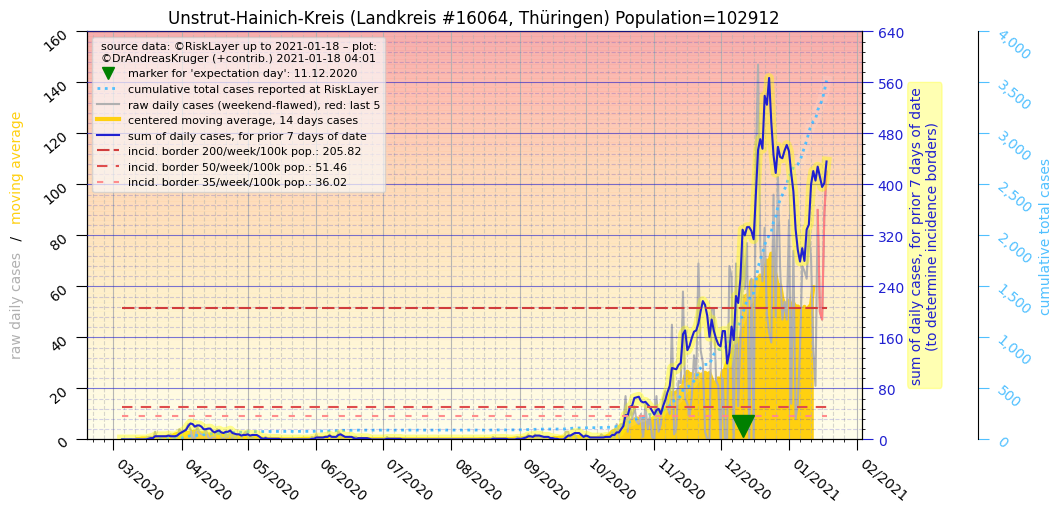 Unstrut-Hainich-Kreis (Landkreis #16064, Thüringen) Population=102912
source data: ©RiskLayer up to 2021-01-18 – plot:
©DrAndreasKruger (+contrib.) 2021-01-18 04:01
marker for 'expectation day': 11.12.2020
cumulative total cases reported at RiskLayer
raw daily cases (weekend-flawed), red: last 5
centered moving average, 14 days cases
sum of daily cases, for prior 7 days of date
incid. border 200/week/100k pop.: 205.82
incid. border 50/week/100k pop.: 51.46
incid. border 35/week/100k pop.: 36.02
raw daily cases / moving average
160
140
120
100
80
60
40
20
0
640
560
480
400
320
240
160
80
0
sum of daily cases, for prior 7 days of date
(to determine incidence borders)
4,000
3,500
3,000
2,500
2,000
1,500
1,000
500
0
cumulative total cases
03/2020
04/2020
05/2020
06/2020
07/2020
08/2020
09/2020
10/2020
11/2020
12/2020
01/2021
02/2021